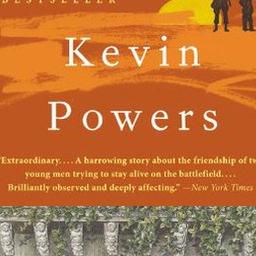 BESTSELLER
Kevin
Powers
"Extraordinary.... A harrowing story about the friendship of
young men trying to stay alive on the battlefield....
Brilliantly observed and deeply affecting." —New York Times